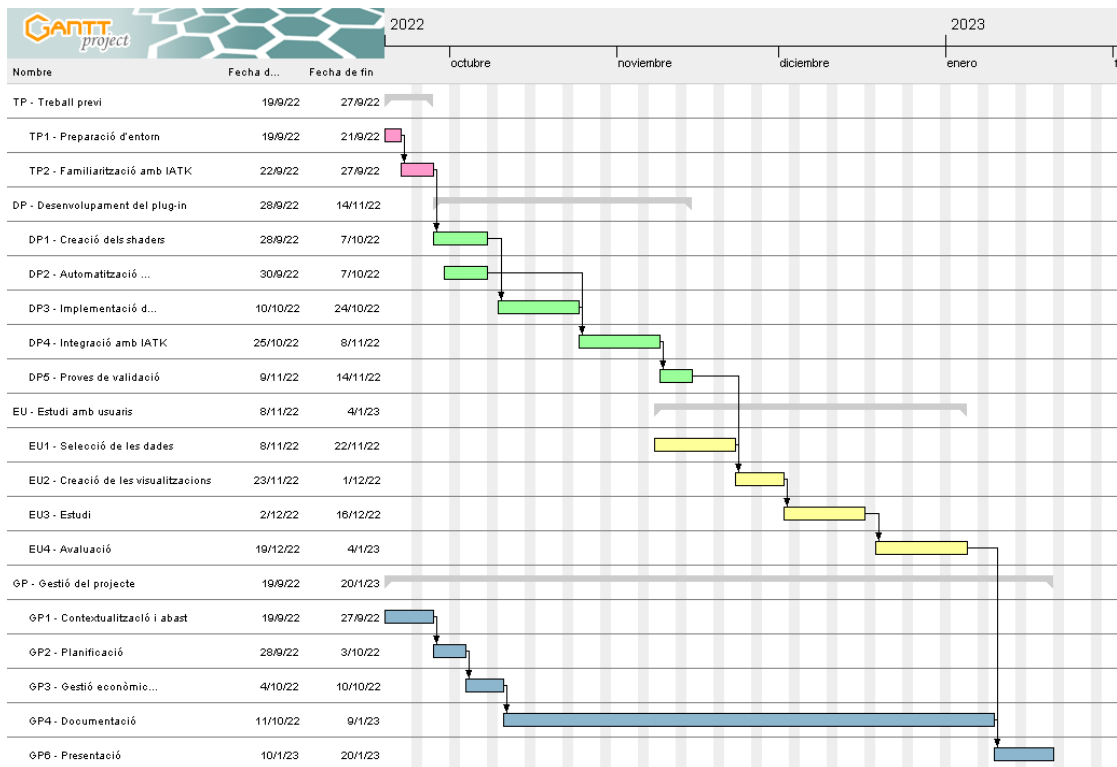 GANTT project
2022 2023
octubre noviembre diciembre enero
Nombre Fecha d... Fecha de fin
TP - Treball previ 19/9/22 27/9/22
TP1 - Preparació d'entorn 19/9/22 21/9/22
TP2 - Familiarització amb IATK 22/9/22 27/9/22
DP - Desenvolupament del plug-in 28/9/22 14/11/22
DP1 - Creació dels shaders 28/9/22 7/10/22
DP2 - Automatització ... 30/9/22 7/10/22
DP3 - Implementació d... 10/10/22 24/10/22
DP4 - Integració amb IATK 25/10/22 8/11/22
DP5 - Proves de validació 9/11/22 14/11/22
EU - Estudi amb usuaris 8/11/22 4/1/23
EU1 - Selecció de les dades 8/11/22 22/11/22
EU2 - Creació de les visualitzacions 23/11/22 1/12/22
EU3 - Estudi 2/12/22 16/12/22
EU4 - Avaluació 19/12/22 4/1/23
GP - Gestió del projecte 19/9/22 20/1/23
GP1 - Contextualització i abast 19/9/22 27/9/22
GP2 - Planificació 28/9/22 3/10/22
GP3 - Gestió econòmic... 4/10/22 10/10/22
GP4 - Documentació 11/10/22 9/1/23
GP6 - Presentació 10/1/23 20/1/23